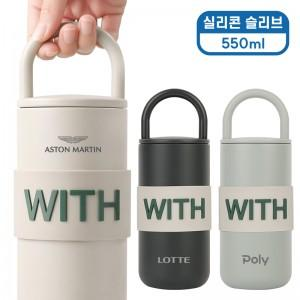 실리콘 슬리브
550ml
ASTON MARTIN
WITH
WITH
WITH
LOTTE
Poly